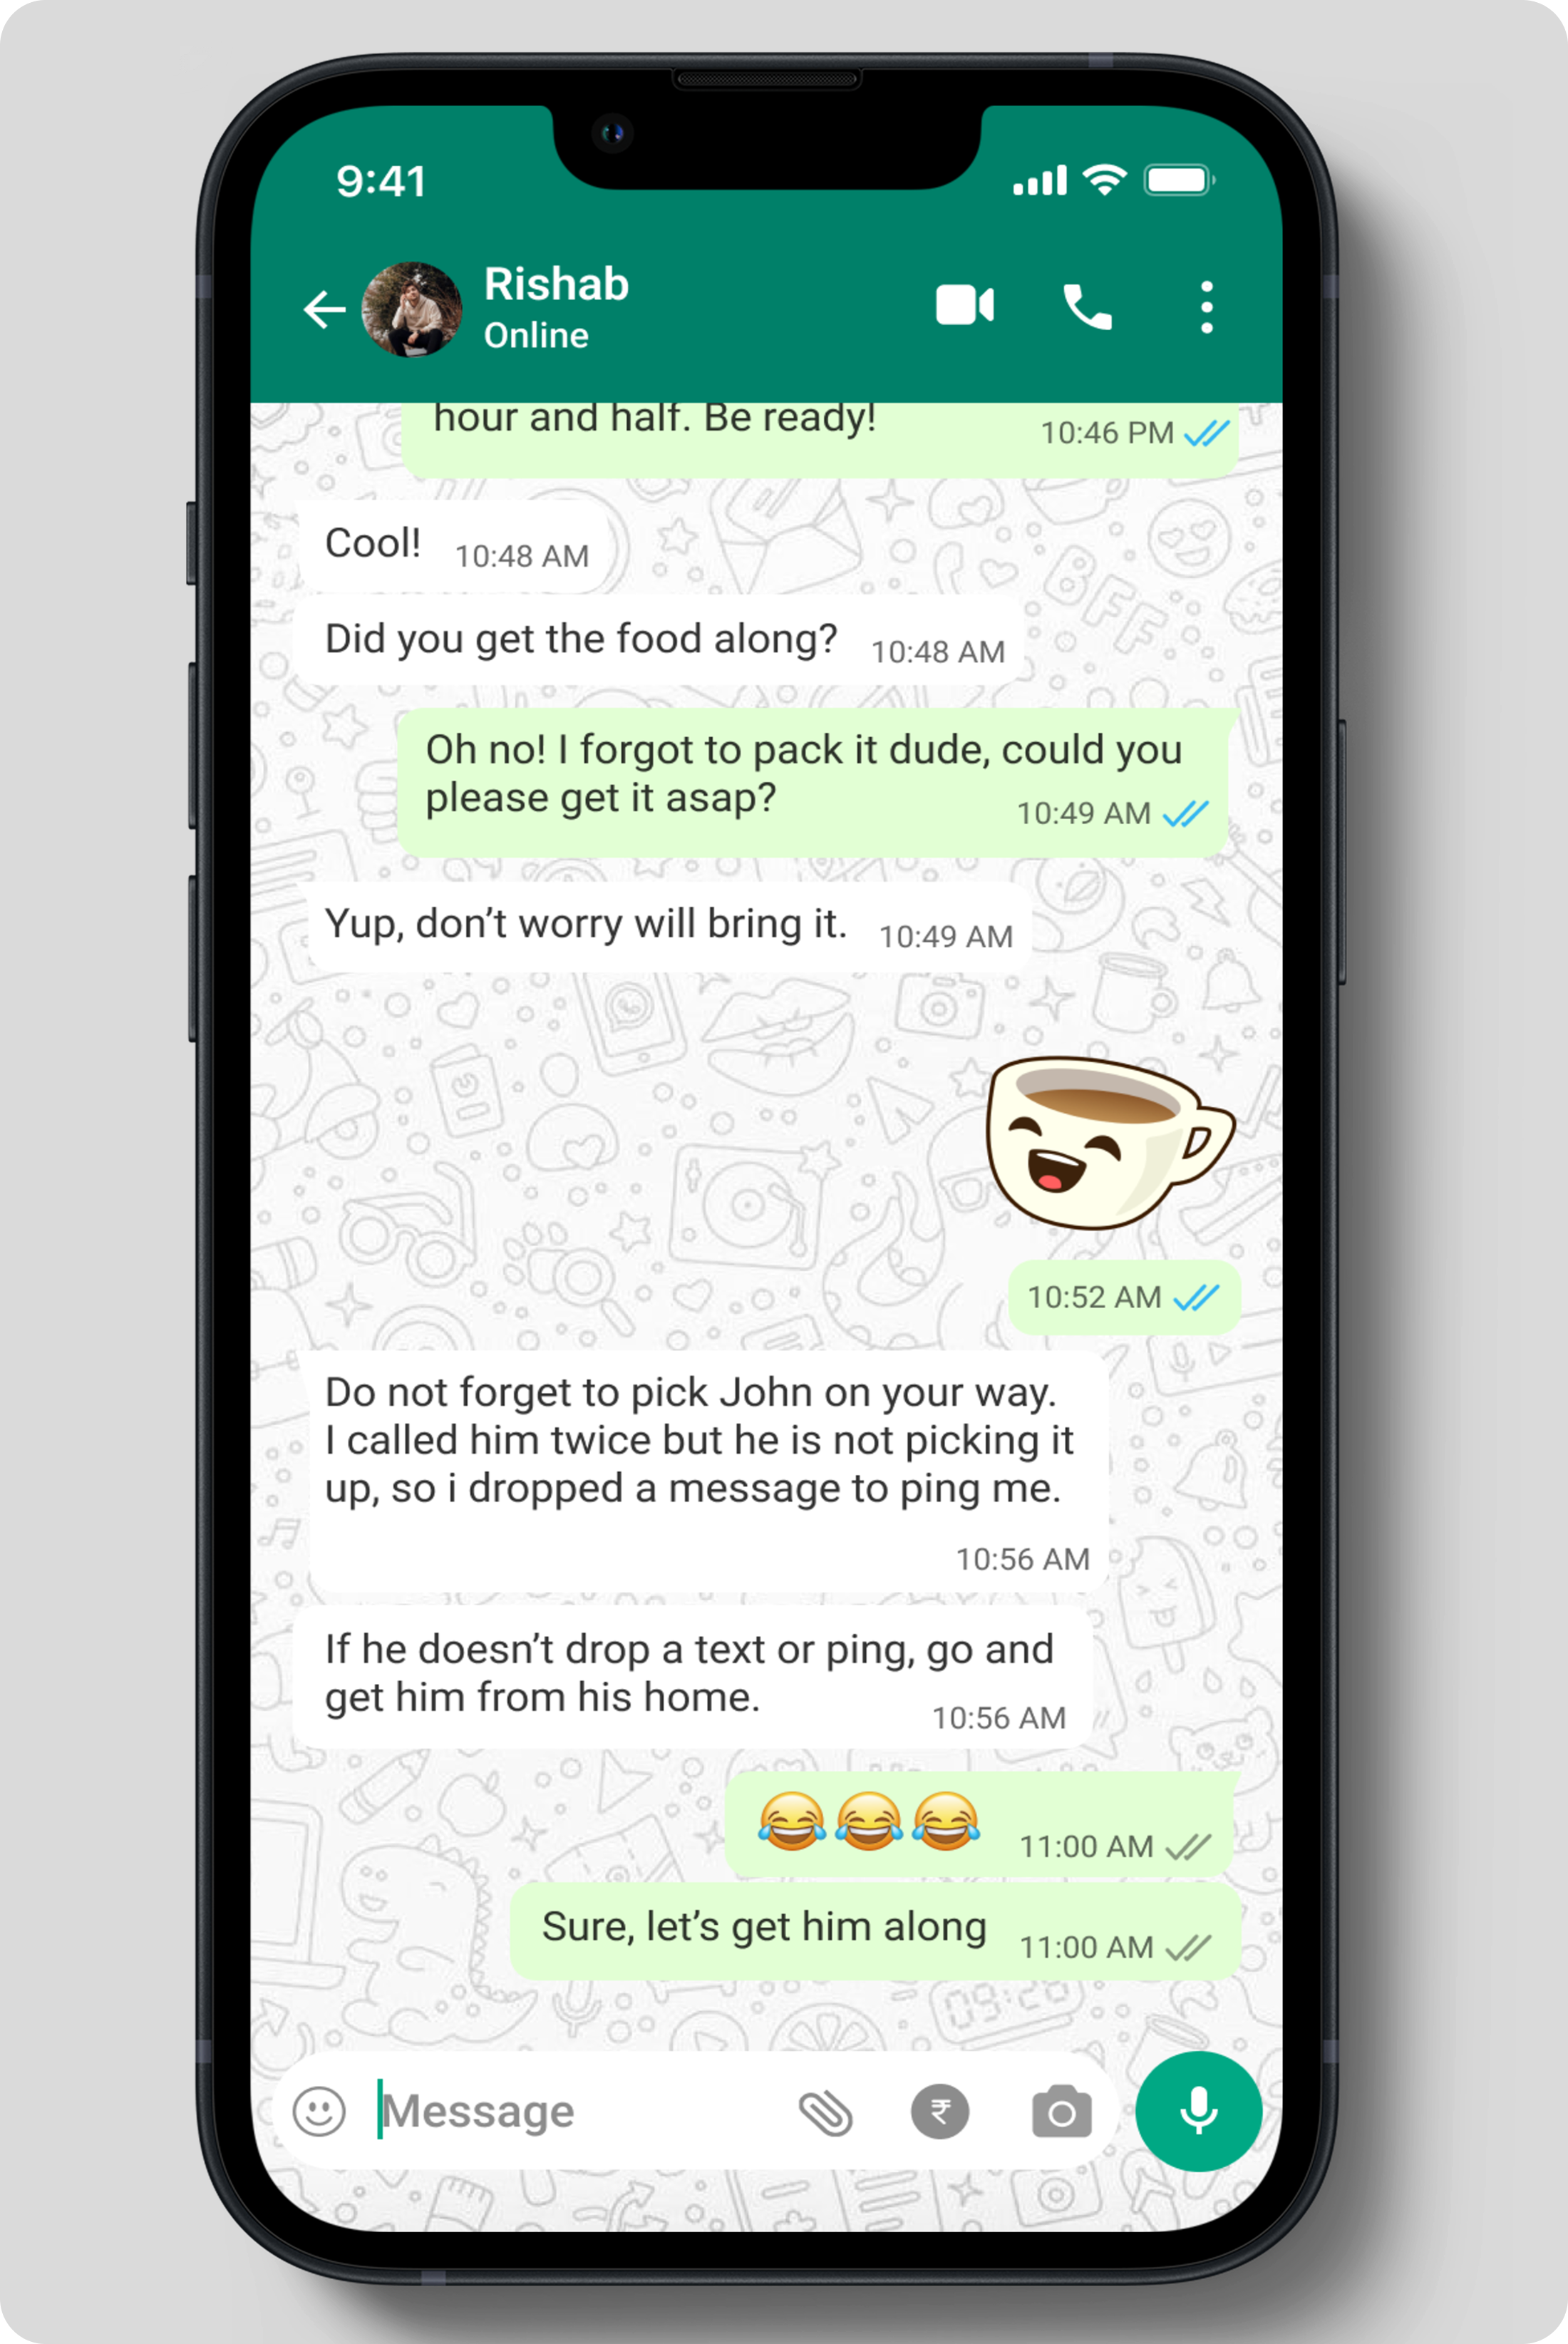 9:41
Rishab
Online
hour and half. Be ready!
10:46 PM
Cool!
10:48 AM
Did you get the food along?
10:48 AM
Oh no! I forgot to pack it dude, could you
please get it asap?
10:49 AM
Yup, don’t worry will bring it.
10:49 AM
10:52 AM
Do not forget to pick John on your way.
I called him twice but he is not picking it
up, so i dropped a message to ping me.
10:56 AM
If he doesn’t drop a text or ping, go and
get him from his home.
10:56 AM
😂😂😂
11:00 AM
Sure, let’s get him along
11:00 AM
Message
₹
BFF
09:20